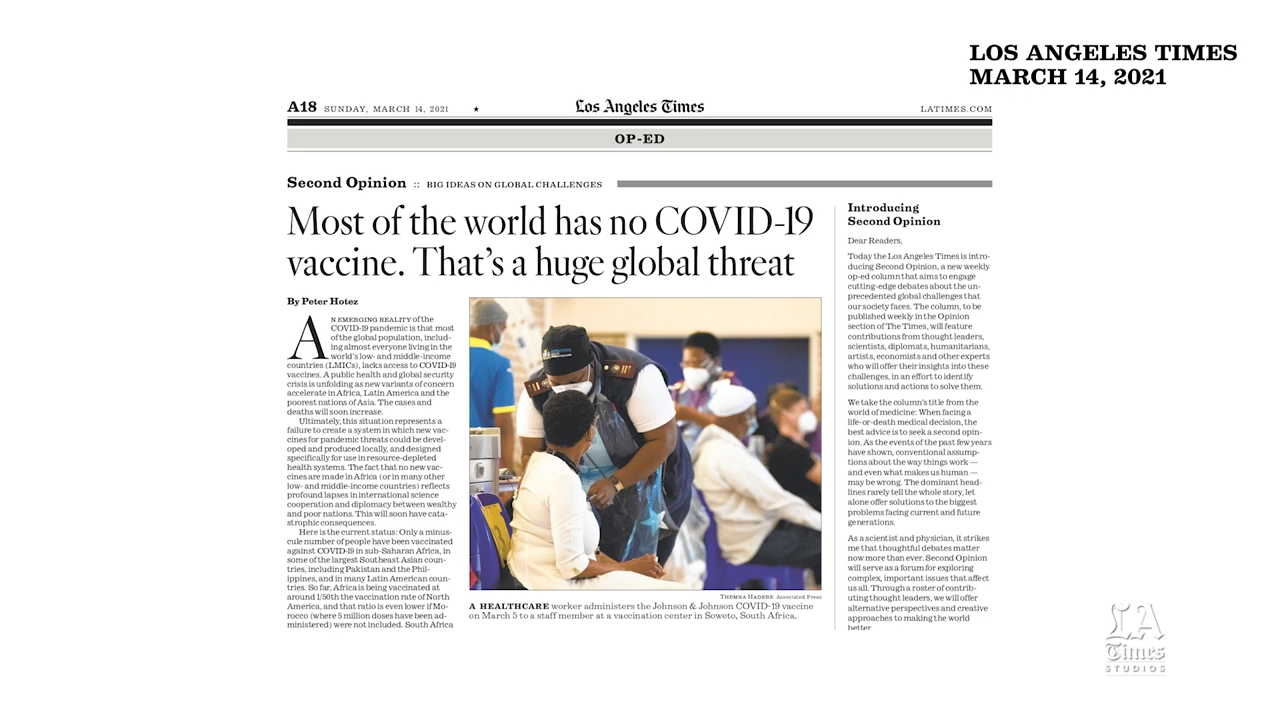 LOS ANGELES TIMES
MARCH 14, 2021
A18 SUNDAY, MARCH 14, 2021 ★ Los Angeles Times LATIMES.COM
OP-ED
Second Opinion :: BIG IDEAS ON GLOBAL CHALLENGES
Most of the world has no COVID-19
vaccine. That’s a huge global threat
By Peter Hotez
AN EMERGING REALITY of the
COVID-19 pandemic is that most
of the global population, includ-
ing almost everyone living in the
world’s low- and middle-income
countries (LMICs), lacks access to COVID-19
vaccines. A public health and global security
crisis is unfolding as new variants of concern
accelerate in Africa, Latin America and the
poorest nations of Asia. The cases and
deaths will soon increase.
Ultimately, this situation represents a
failure to create a system in which new vac-
cines for pandemic threats could be devel-
oped and produced locally, and designed
specifically for use in resource-depleted
health systems. The fact that no new vac-
cines are made in Africa (or in many other
low- and middle-income countries) reflects
profound lapses in international science
cooperation and diplomacy between wealthy
and poor nations. This will soon have cata-
strophic consequences.
Here is the current status: Only a minus-
cule number of people have been vaccinated
against COVID-19 in sub-Saharan Africa, in
some of the largest Southeast Asian coun-
tries, including Pakistan and the Phil-
ippines, and in many Latin American coun-
tries. So far, Africa is being vaccinated at
around 1/50th the vaccination rate of North
America, and that ratio is even lower if Mo-
rocco (where 5 million doses have been ad-
ministered) were not included. South Africa
THEMBA HADEBE Associated Press
A HEALTHCARE worker administers the Johnson & Johnson COVID-19 vaccine
on March 5 to a staff member at a vaccination center in Soweto, South Africa.
Introducing
Second Opinion
Dear Readers,
Today the Los Angeles Times is intro-
ducing Second Opinion, a new weekly
op-ed column that aims to engage
cutting-edge debates about the un-
precedented global challenges that
our society faces. The column, to be
published weekly in the Opinion
section of The Times, will feature
contributions from thought leaders,
scientists, diplomats, humanitarians,
artists, economists and other experts
who will offer their insights into these
challenges, in an effort to identify
solutions and actions to solve them.
We take the column’s title from the
world of medicine: When facing a
life-or-death medical decision, the
best advice is to seek a second opin-
ion. As the events of the past few years
have shown, conventional assump-
tions about the way things work —
and even what makes us human —
may be wrong. The dominant head-
lines rarely tell the whole story, let
alone offer solutions to the biggest
problems facing current and future
generations.
As a scientist and physician, it strikes
me that thoughtful debates matter
now more than ever. Second Opinion
will serve as a forum for exploring
complex, important issues that affect
us all. Through a roster of contrib-
uting thought leaders, we will offer
alternative perspectives and creative
approaches to making the world
better.
LA
Times
STUDIOS